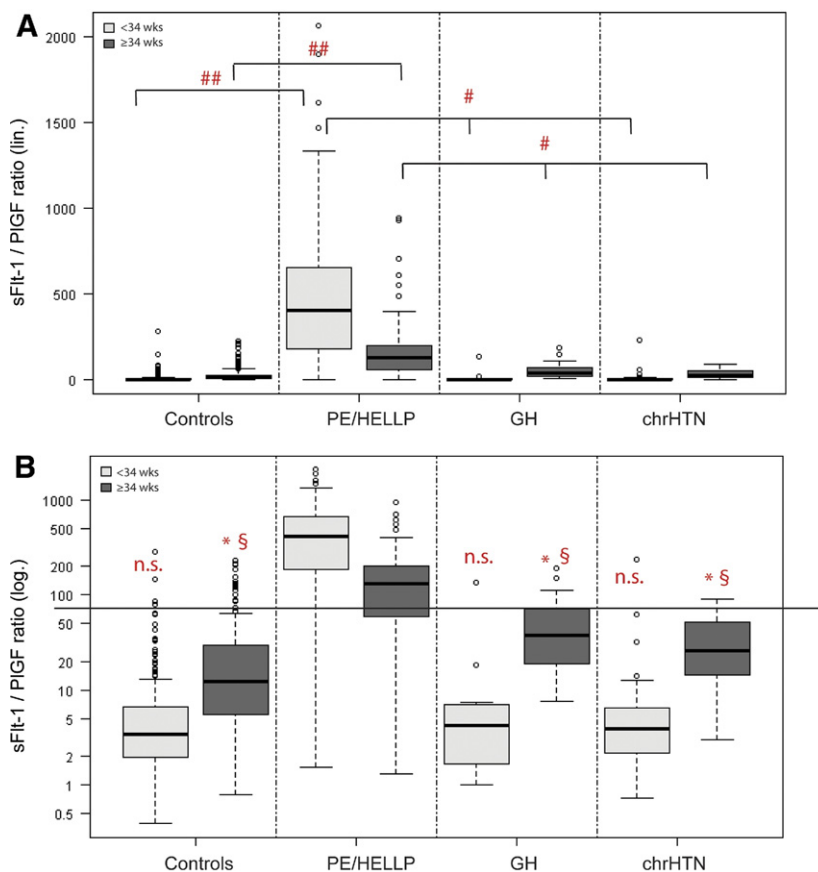 A
<34 wks
≥34 wks
sFlt-1 / PlGF ratio (lin.)
2000
1500
1000
500
0
##
##
#
#
Controls
PE/HELLP
GH
chrHTN
B
<34 wks
≥34 wks
sFlt-1 / PlGF ratio (log.)
1000
500
200
100
50
20
10
5
2
1
0.5
n.s.
* §
n.s.
* §
n.s.
* §
Controls
PE/HELLP
GH
chrHTN